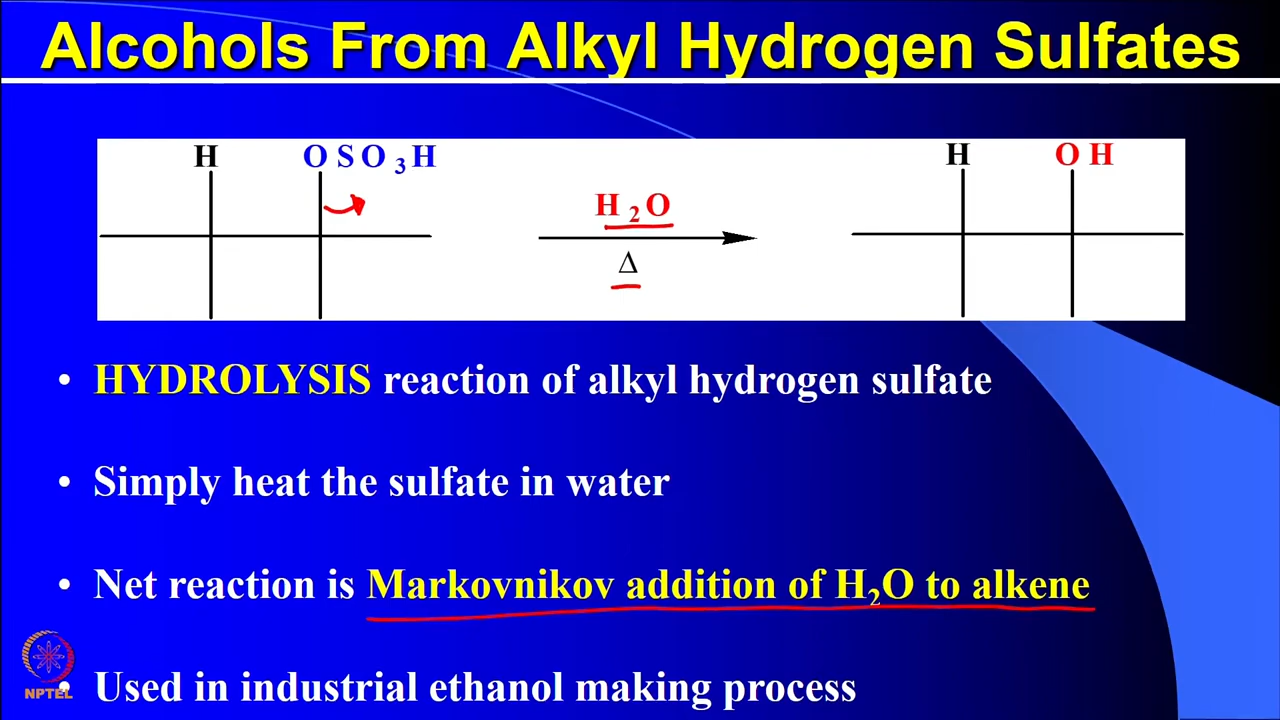 Alcohols From Alkyl Hydrogen Sulfates
H OSO₃H H₂O Δ H OH
• HYDROLYSIS reaction of alkyl hydrogen sulfate
• Simply heat the sulfate in water
• Net reaction is Markovnikov addition of H₂O to alkene
• Used in industrial ethanol making process
NPTEL